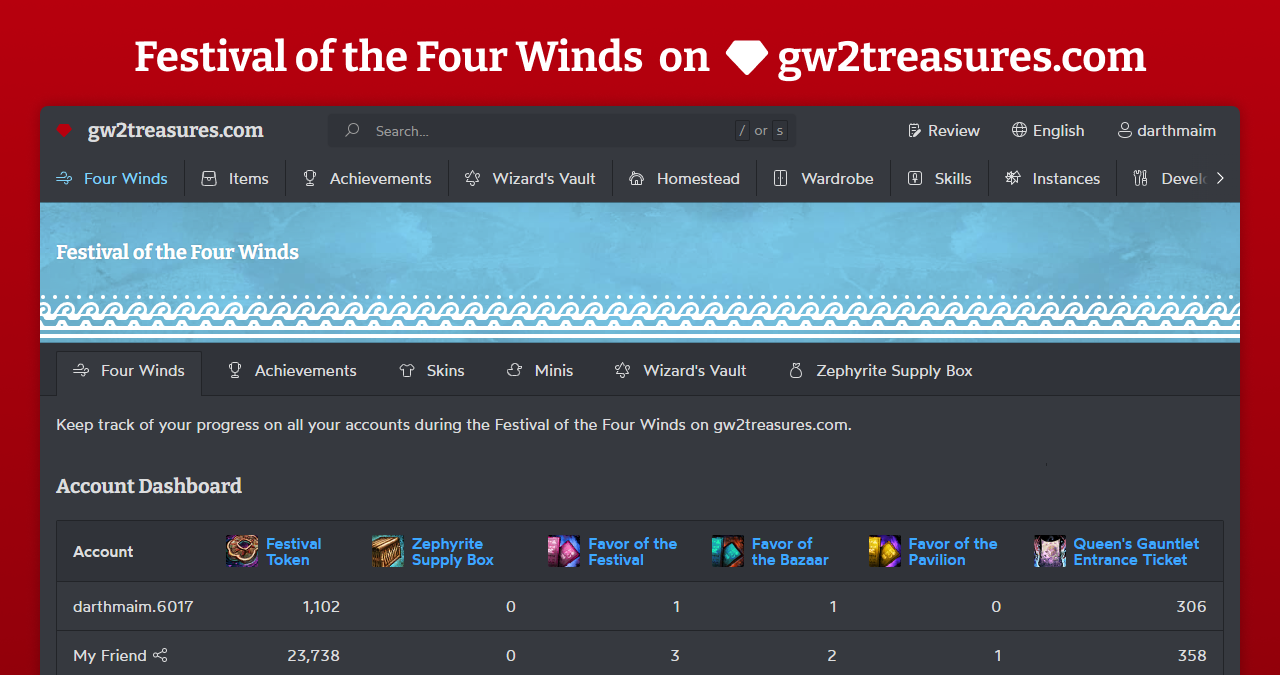 Festival of the Four Winds on gw2treasures.com
gw2treasures.com
Search...
/ or s
Review
English
darthmaim
Four Winds
Items
Achievements
Wizard's Vault
Homestead
Wardrobe
Skills
Instances
Develo
Festival of the Four Winds
Four Winds
Achievements
Skins
Minis
Wizard's Vault
Zephyrite Supply Box
Keep track of your progress on all your accounts during the Festival of the Four Winds on gw2treasures.com.
Account Dashboard
Account
Festival
Token
Zephyrite
Supply Box
Favor of the
Festival
Favor of
the Bazaar
Favor of the
Pavilion
Queen's Gauntlet
Entrance Ticket
darthmaim.6017 1,102 0 1 1 0 306
My Friend 23,738 0 3 2 1 358